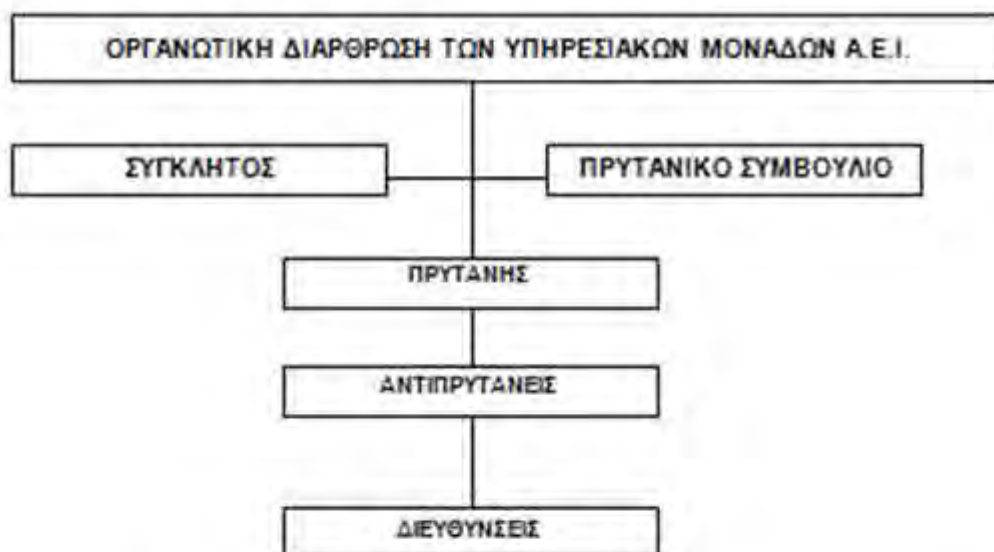 ΟΡΓΑΝΩΤΙΚΗ ΔΙΑΡΘΡΩΣΗ ΤΩΝ ΥΠΗΡΕΣΙΑΚΩΝ ΜΟΝΑΔΩΝ Α.Ε.Ι.
ΣΥΓΚΛΗΤΟΣ
ΠΡΥΤΑΝΙΚΟ ΣΥΜΒΟΥΛΙΟ
ΠΡΥΤΑΝΗΣ
ΑΝΤΙΠΡΥΤΑΝΕΙΣ
ΔΙΕΥΘΥΝΣΕΙΣ